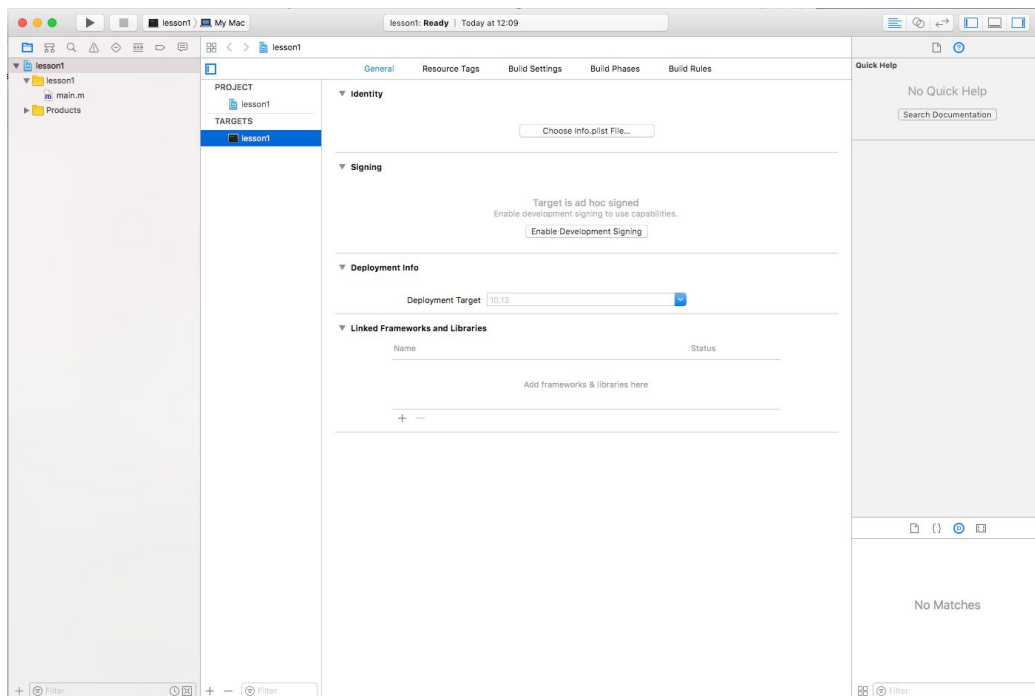 lesson1 〉 My Mac
lesson1: Ready | Today at 12:09
lesson1
lesson1
main.m
Products
lesson1
General Resource Tags Build Settings Build Phases Build Rules
PROJECT
lesson1
TARGETS
lesson1
Identity
Choose Info.plist File...
Signing
Target is ad hoc signed
Enable development signing to use capabilities.
Enable Development Signing
Deployment Info
Deployment Target 10.12
Linked Frameworks and Libraries
Name Status
Add frameworks & libraries here
Quick Help
No Quick Help
Search Documentation
No Matches
Filter
Filter
Filter